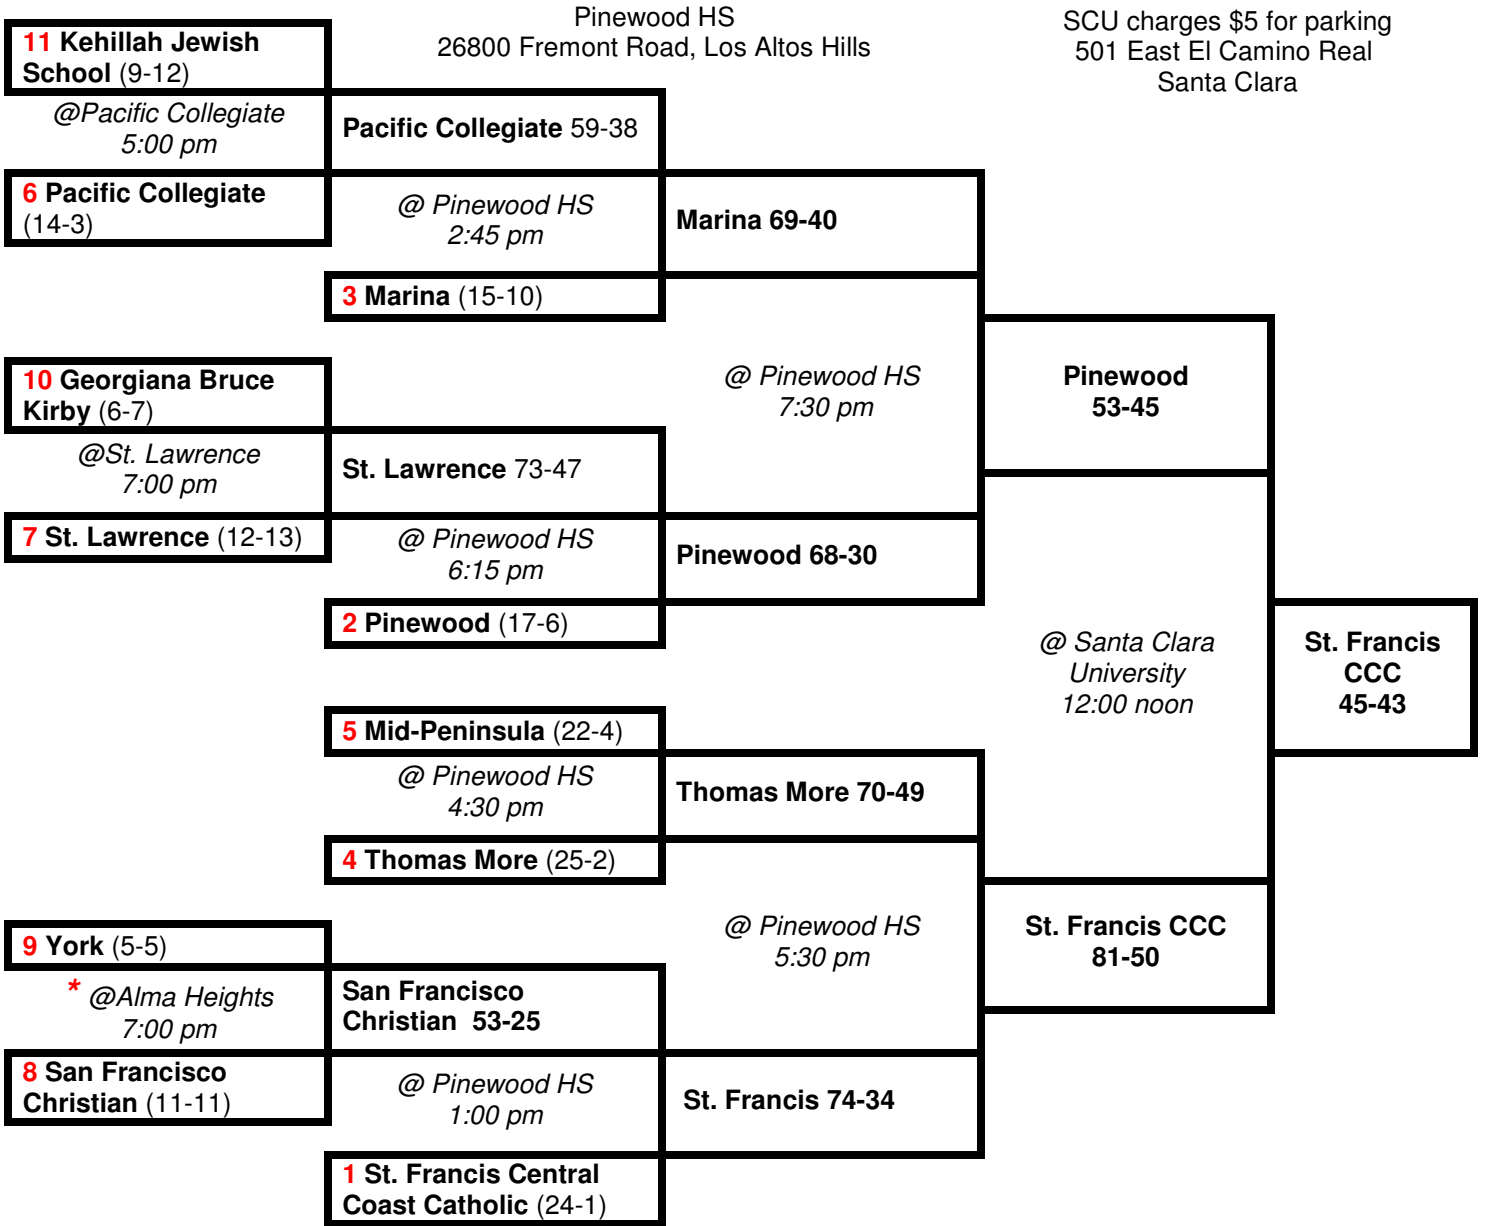 Pinewood HS
26800 Fremont Road, Los Altos Hills
SCU charges $5 for parking
501 East El Camino Real
Santa Clara
11 Kehillah Jewish
School (9-12)
@Pacific Collegiate
5:00 pm
6 Pacific Collegiate
(14-3)
Pacific Collegiate 59-38
@ Pinewood HS
2:45 pm
3 Marina (15-10)
Marina 69-40
10 Georgiana Bruce
Kirby (6-7)
@St. Lawrence
7:00 pm
7 St. Lawrence (12-13)
St. Lawrence 73-47
@ Pinewood HS
6:15 pm
2 Pinewood (17-6)
Pinewood 68-30
@ Pinewood HS
7:30 pm
Pinewood
53-45
5 Mid-Peninsula (22-4)
@ Pinewood HS
4:30 pm
4 Thomas More (25-2)
Thomas More 70-49
9 York (5-5)
* @Alma Heights
7:00 pm
8 San Francisco
Christian (11-11)
San Francisco
Christian 53-25
@ Pinewood HS
1:00 pm
1 St. Francis Central
Coast Catholic (24-1)
St. Francis 74-34
@ Pinewood HS
5:30 pm
St. Francis CCC
81-50
@ Santa Clara
University
12:00 noon
St. Francis
CCC
45-43